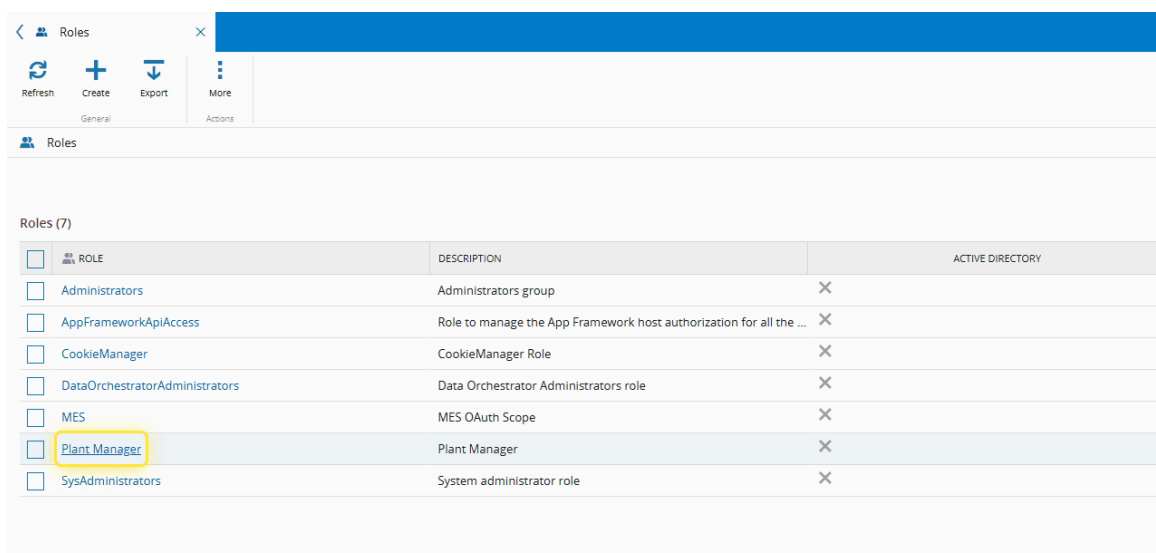 Roles
Refresh Create Export More
General Actions
Roles
Roles (7)
ROLE DESCRIPTION ACTIVE DIRECTORY
Administrators Administrators group
AppFrameworkApiAccess Role to manage the App Framework host authorization for all the ...
CookieManager CookieManager Role
DataOrchestratorAdministrators Data Orchestrator Administrators role
MES MES OAuth Scope
Plant Manager Plant Manager
SysAdministrators System administrator role